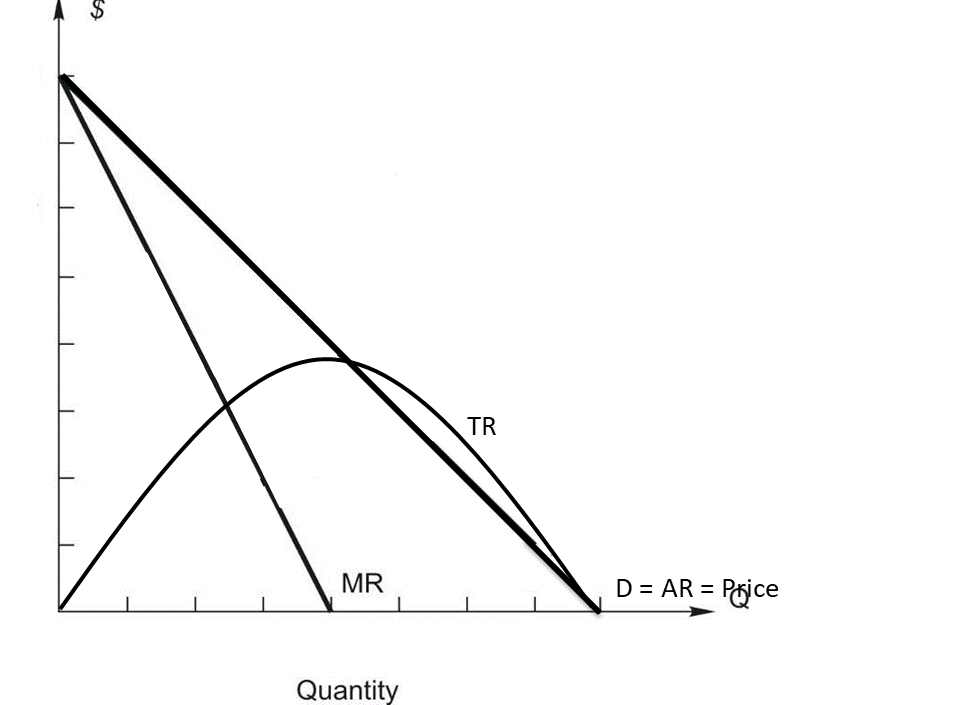 $
TR
MR
D = AR = Price
Q
Quantity